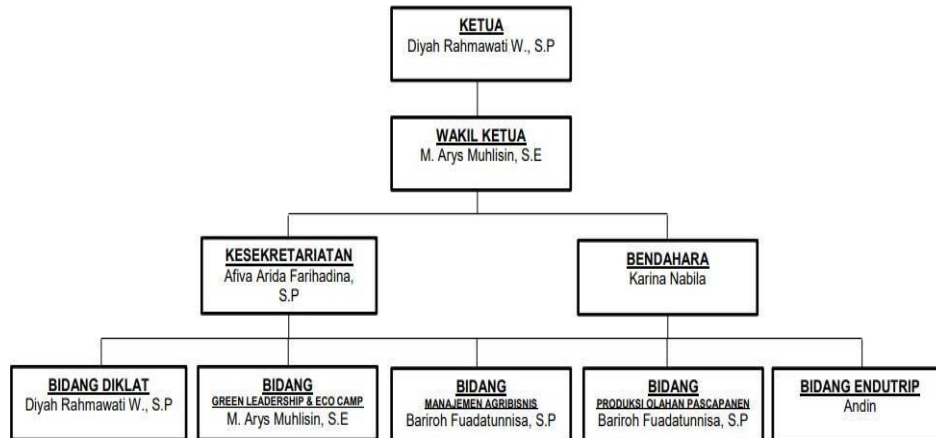 KETUA
Diyah Rahmawati W., S.P
WAKIL KETUA
M. Arys Muhlisin, S.E
KESEKRETARIATAN
Afiva Arida Farihadina,
S.P
BENDAHARA
Karina Nabila
BIDANG DIKLAT
Diyah Rahmawati W., S.P
BIDANG
GREEN LEADERSHIP & ECO CAMP
M. Arys Muhlisin, S.E
BIDANG
MANAJEMEN AGRIBISNIS
Bariroh Fuadatunnisa, S.P
BIDANG
PRODUKSI OLAHAN PASCAPANEN
Bariroh Fuadatunnisa, S.P
BIDANG ENDUTRIP
Andin